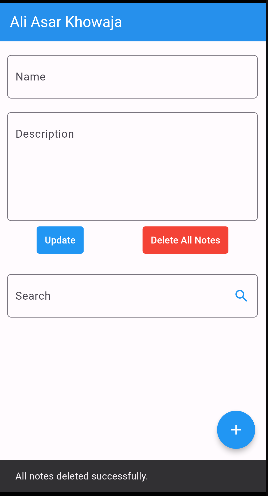 Ali Asar Khowaja
Name
Description
Update
Delete All Notes
Search
All notes deleted successfully.